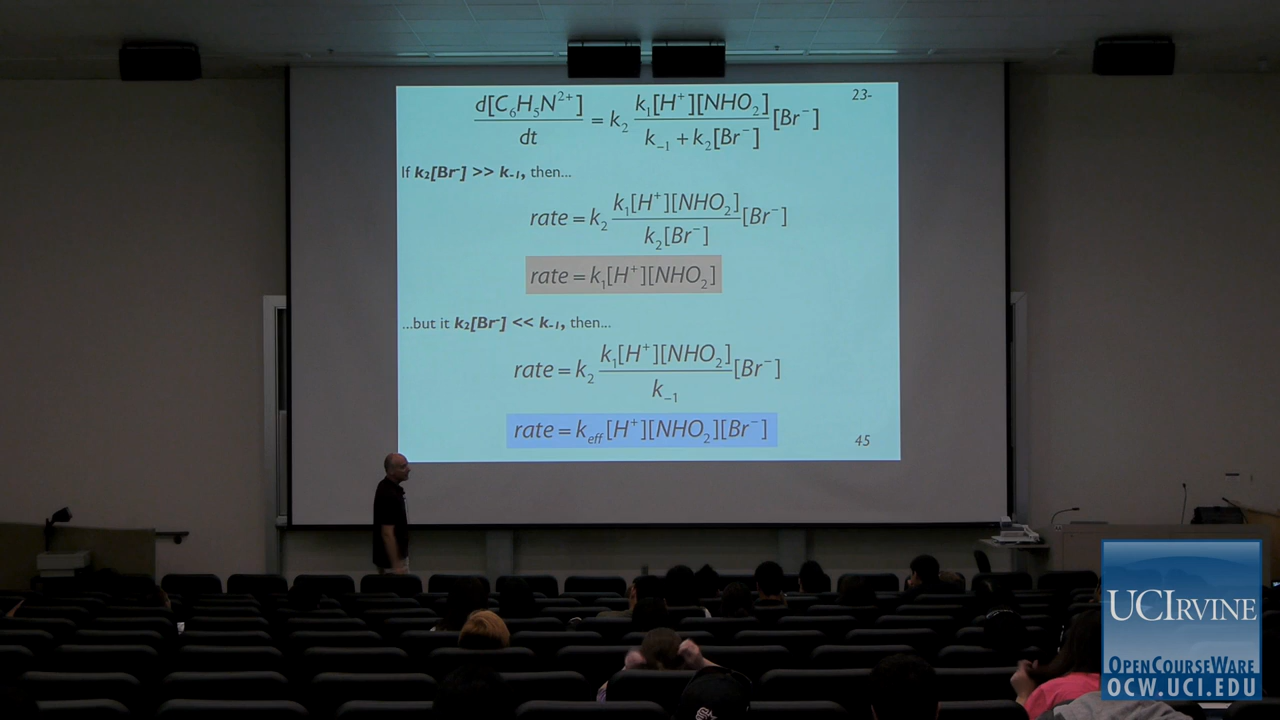 d[C₆H₅N²⁺]/dt = k₂ k₁[H⁺][NHO₂]/(k₋₁ + k₂[Br⁻]) [Br⁻]
23-
If k₂[Br⁻] >> k₋₁, then...
rate = k₂ k₁[H⁺][NHO₂]/k₂[Br⁻] [Br⁻]
rate = k₁[H⁺][NHO₂]
...but it k₂[Br⁻] << k₋₁, then...
rate = k₂ k₁[H⁺][NHO₂]/k₋₁ [Br⁻]
rate = k_eff[H⁺][NHO₂][Br⁻]
45
UCIRVINE
OPENCOURSEWARE
OCW.UCI.EDU